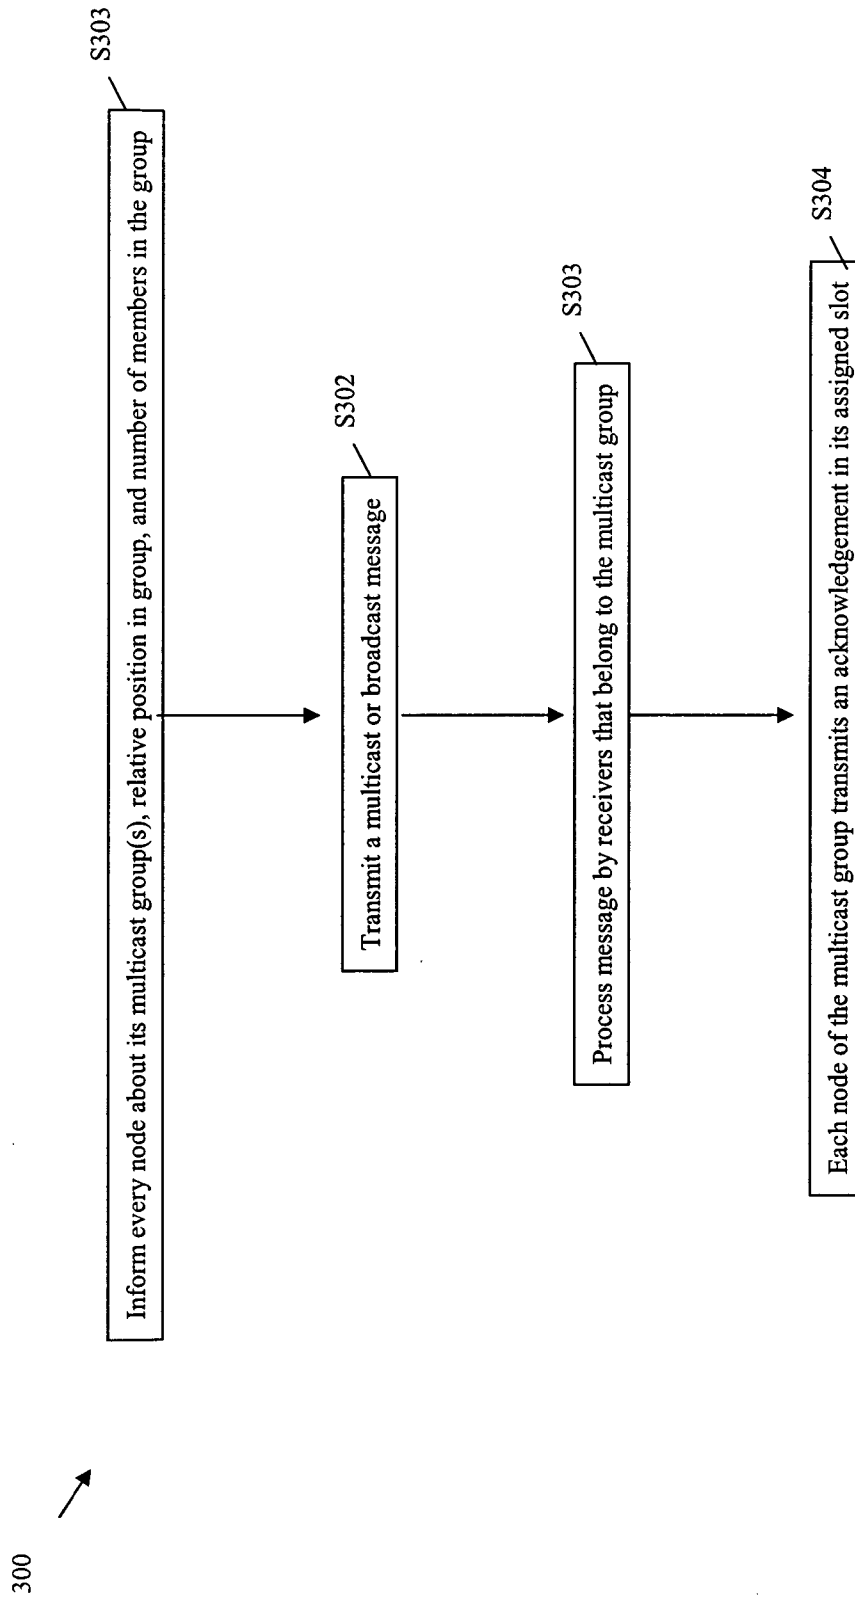 300
S303
Inform every node about its multicast group(s), relative position in group, and number of members in the group
S302
Transmit a multicast or broadcast message
S303
Process message by receivers that belong to the multicast group
S304
Each node of the multicast group transmits an acknowledgement in its assigned slot